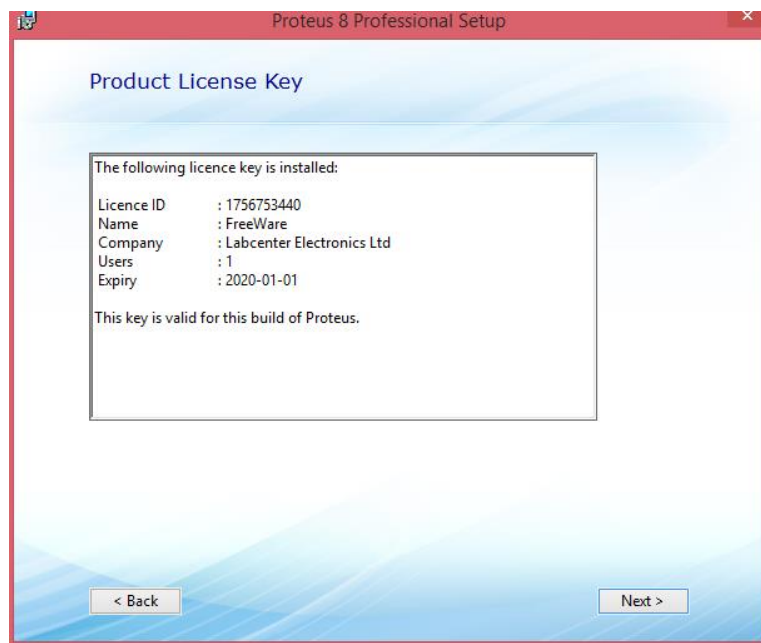 Proteus 8 Professional Setup
Product License Key
The following licence key is installed:
Licence ID : 1756753440
Name : FreeWare
Company : Labcenter Electronics Ltd
Users : 1
Expiry : 2020-01-01
This key is valid for this build of Proteus.
< Back Next >